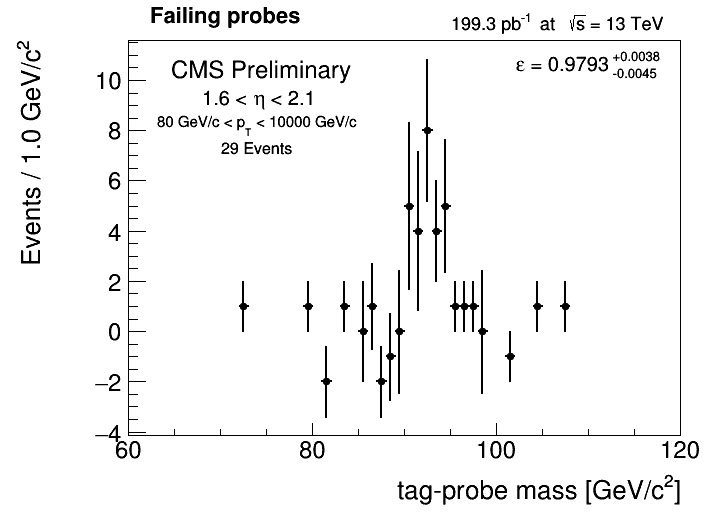 Failing probes
199.3 pb⁻¹ at √s = 13 TeV
CMS Preliminary
1.6 < η < 2.1
80 GeV/c < p_T < 10000 GeV/c
29 Events
ε = 0.9793 +0.0038 -0.0045
Events / 1.0 GeV/c²
10
8
6
4
2
0
−2
−4
60 80 100 120
tag-probe mass [GeV/c²]